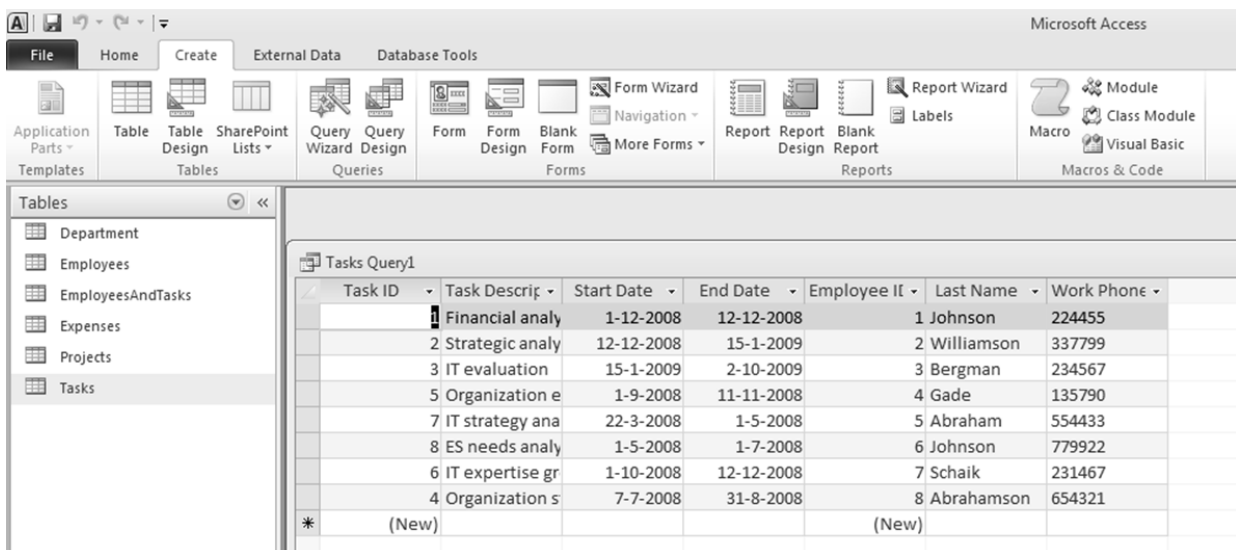 Microsoft Access
File Home Create External Data Database Tools
Application Parts
Table
Table Design
SharePoint Lists
Query Wizard
Query Design
Form
Form Design
Blank Form
Form Wizard
Navigation
More Forms
Report
Report Design
Blank Report
Report Wizard
Labels
Macro
Module
Class Module
Visual Basic
Templates Tables Queries Forms Reports Macros & Code
Tables
Department
Employees
EmployeesAndTasks
Expenses
Projects
Tasks
Tasks Query1
Task ID Task Descrip Start Date End Date Employee ID Last Name Work Phone
1 Financial analy 1-12-2008 12-12-2008 1 Johnson 224455
2 Strategic analy 12-12-2008 15-1-2009 2 Williamson 337799
3 IT evaluation 15-1-2009 2-10-2009 3 Bergman 234567
5 Organization e 1-9-2008 11-11-2008 4 Gade 135790
7 IT strategy ana 22-3-2008 1-5-2008 5 Abraham 554433
8 ES needs analy 1-5-2008 1-7-2008 6 Johnson 779922
6 IT expertise gr 1-10-2008 12-12-2008 7 Schaik 231467
4 Organization s 7-7-2008 31-8-2008 8 Abrahamson 654321
(New) (New)